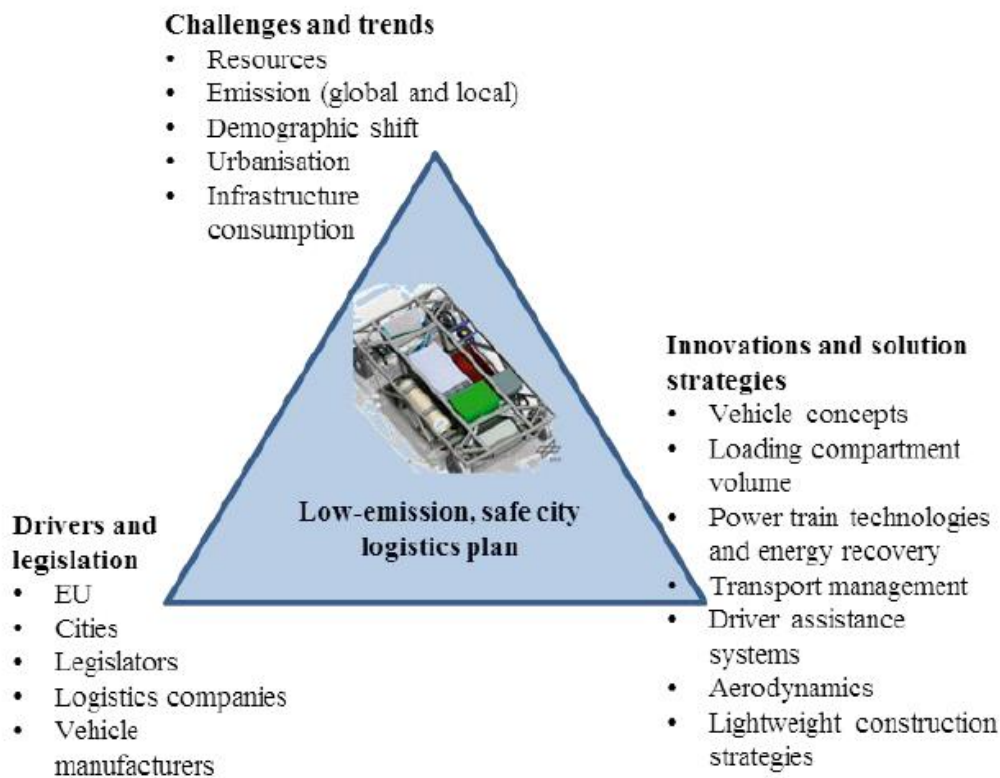 Challenges and trends
• Resources
• Emission (global and local)
• Demographic shift
• Urbanisation
• Infrastructure
consumption
Innovations and solution
strategies
• Vehicle concepts
• Loading compartment
volume
• Power train technologies
and energy recovery
• Transport management
• Driver assistance
systems
• Aerodynamics
• Lightweight construction
strategies
Low-emission, safe city
logistics plan
Drivers and
legislation
• EU
• Cities
• Legislators
• Logistics companies
• Vehicle
manufacturers